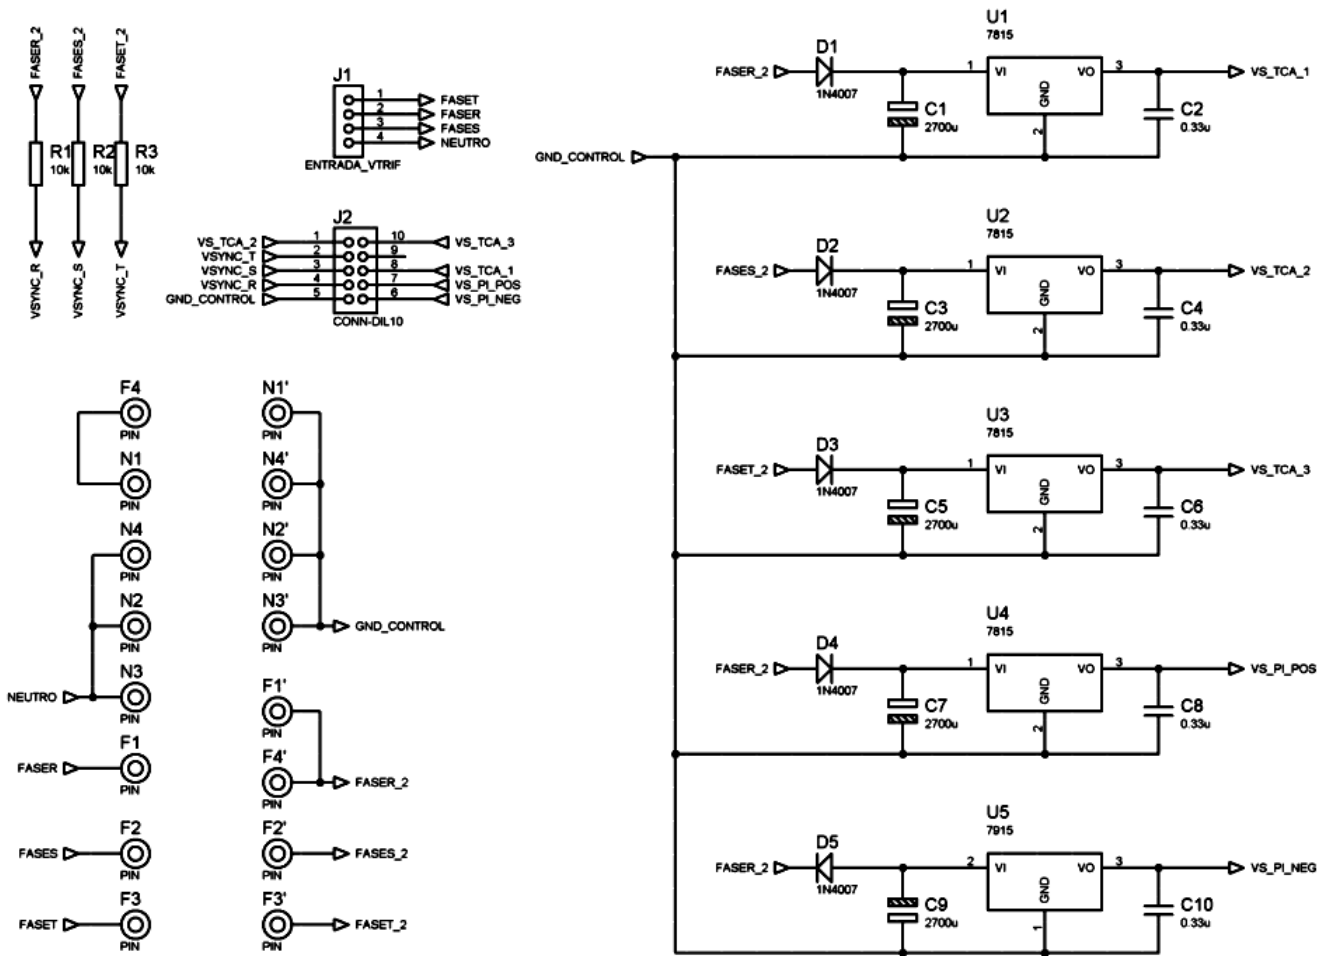 FASER_2
FASES_2
FASET_2
R1
10k
R2
10k
R3
10k
VSYNC_R
VSYNC_S
VSYNC_T
J1
1 FASET
2 FASER
3 FASES
4 NEUTRO
ENTRADA_VTRIF
J2
VS_TCA_2 1 10 VS_TCA_3
VSYNC_T 2 9
VSYNC_S 3 8 VS_TCA_1
VSYNC_R 4 7 VS_PI_POS
GND_CONTROL 5 6 VS_PI_NEG
CONN-DIL10
F4
PIN
N1
PIN
N4
PIN
N2
PIN
N3
NEUTRO
PIN
F1
FASER
PIN
F2
FASES
PIN
F3
FASET
PIN
N1'
PIN
N4'
PIN
N2'
PIN
N3'
GND_CONTROL
PIN
F1'
PIN
F4'
FASER_2
PIN
F2'
FASES_2
PIN
F3'
FASET_2
PIN
U1
7815
D1
FASER_2
1N4007
1 VI VO 3
GND
2
VS_TCA_1
C1
2700u
C2
0.33u
GND_CONTROL
U2
7815
D2
FASES_2
1N4007
1 VI VO 3
GND
2
VS_TCA_2
C3
2700u
C4
0.33u
U3
7815
D3
FASET_2
1N4007
1 VI VO 3
GND
2
VS_TCA_3
C5
2700u
C6
0.33u
U4
7815
D4
FASER_2
1N4007
1 VI VO 3
GND
2
VS_PI_POS
C7
2700u
C8
0.33u
U5
7915
D5
FASER_2
1N4007
2 VI VO 3
GND
1
VS_PI_NEG
C9
2700u
C10
0.33u